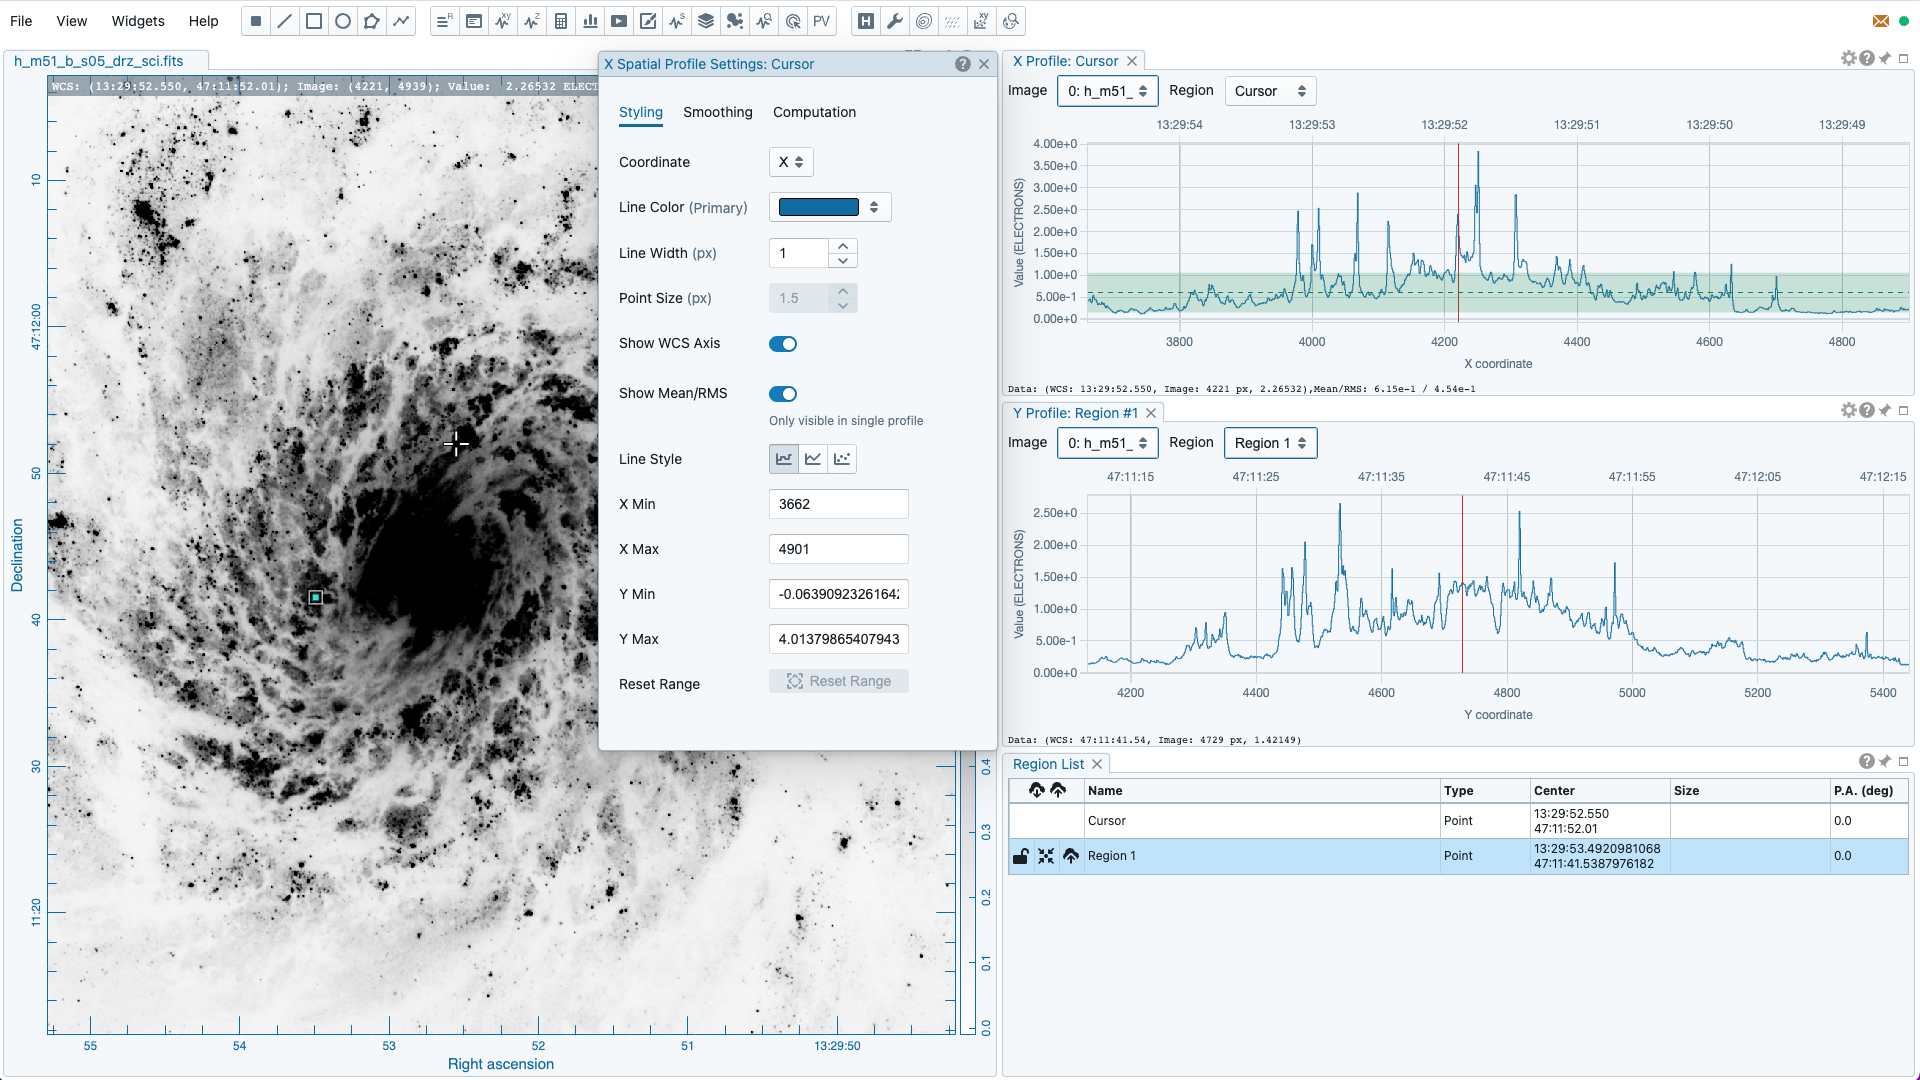 File View Widgets Help PV
h_m51_b_s05_drz_sci.fits
WCS: (13:29:52.550, 47:11:52.01); Image: (4221, 4939); Value: 2.26532 ELECT
10
47:12:00
50
40
30
11:20
Declination
55 54 53 52 51 13:29:50
Right ascension
0.4
0.3
0.2
0.1
0.0
X Spatial Profile Settings: Cursor
Styling Smoothing Computation
Coordinate X
Line Color (Primary)
Line Width (px) 1
Point Size (px) 1.5
Show WCS Axis
Show Mean/RMS
Only visible in single profile
Line Style
X Min 3662
X Max 4901
Y Min -0.0639092326164
Y Max 4.01379865407943
Reset Range Reset Range
X Profile: Cursor
Image 0: h_m51_ Region Cursor
13:29:54 13:29:53 13:29:52 13:29:51 13:29:50 13:29:49
4.00e+0
3.50e+0
3.00e+0
2.50e+0
2.00e+0
1.50e+0
1.00e+0
5.00e-1
0.00e+0
Value (ELECTRONS)
3800 4000 4200 4400 4600 4800
X coordinate
Data: (WCS: 13:29:52.550, Image: 4221 px, 2.26532),Mean/RMS: 6.15e-1 / 4.54e-1
Y Profile: Region #1
Image 0: h_m51_ Region Region 1
47:11:15 47:11:25 47:11:35 47:11:45 47:11:55 47:12:05 47:12:15
2.50e+0
2.00e+0
1.50e+0
1.00e+0
5.00e-1
0.00e+0
Value (ELECTRONS)
4200 4400 4600 4800 5000 5200 5400
Y coordinate
Data: (WCS: 47:11:41.54, Image: 4729 px, 1.42149)
Region List
Name Type Center Size P.A. (deg)
Cursor Point 13:29:52.550 0.0
47:11:52.01
Region 1 Point 13:29:53.4920981068 0.0
47:11:41.5387976182